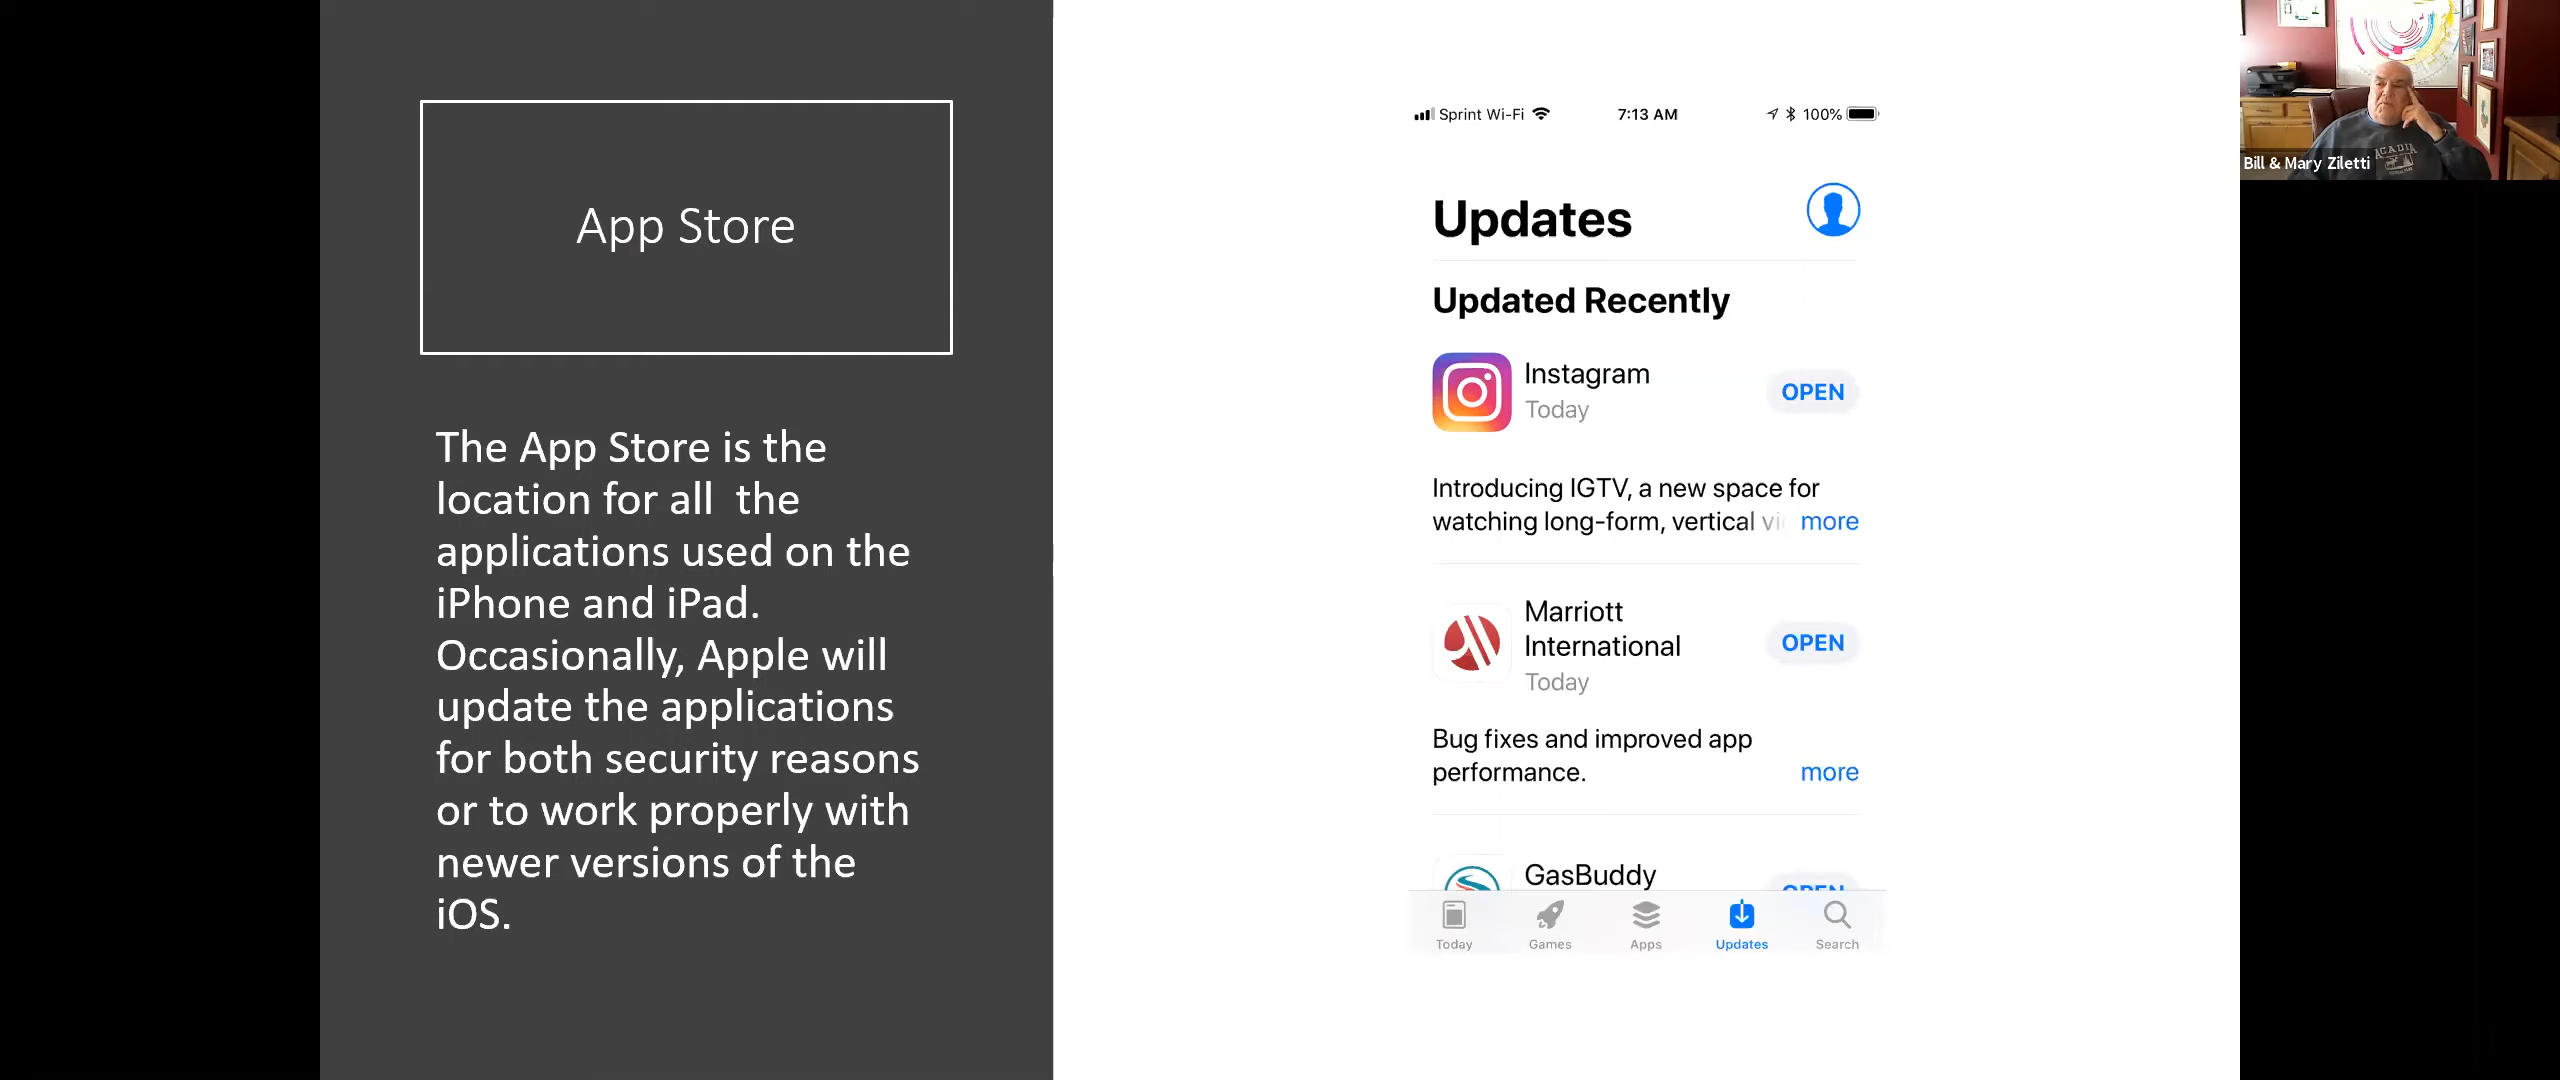 App Store
The App Store is the
location for all  the
applications used on the
iPhone and iPad.
Occasionally, Apple will
update the applications
for both security reasons
or to work properly with
newer versions of the
iOS.
Sprint Wi-Fi 7:13 AM 100%
Updates
Updated Recently
Instagram
Today
OPEN
Introducing IGTV, a new space for
watching long-form, vertical vi more
Marriott
International
Today
OPEN
Bug fixes and improved app
performance. more
GasBuddy
OPEN
Today Games Apps Updates Search
ACADIA
Bill & Mary Ziletti